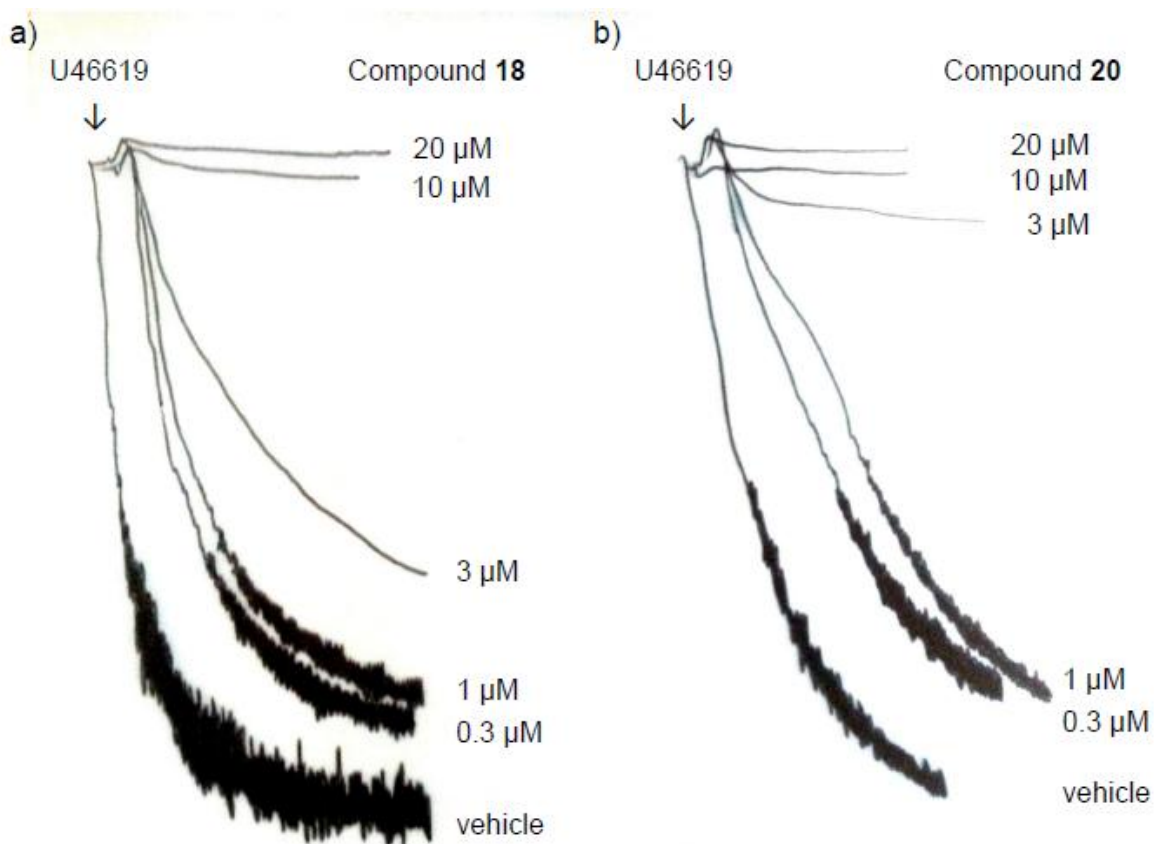 a)
U46619 Compound 18
20 µM
10 µM
3 µM
1 µM
0.3 µM
vehicle
b)
U46619 Compound 20
20 µM
10 µM
3 µM
1 µM
0.3 µM
vehicle